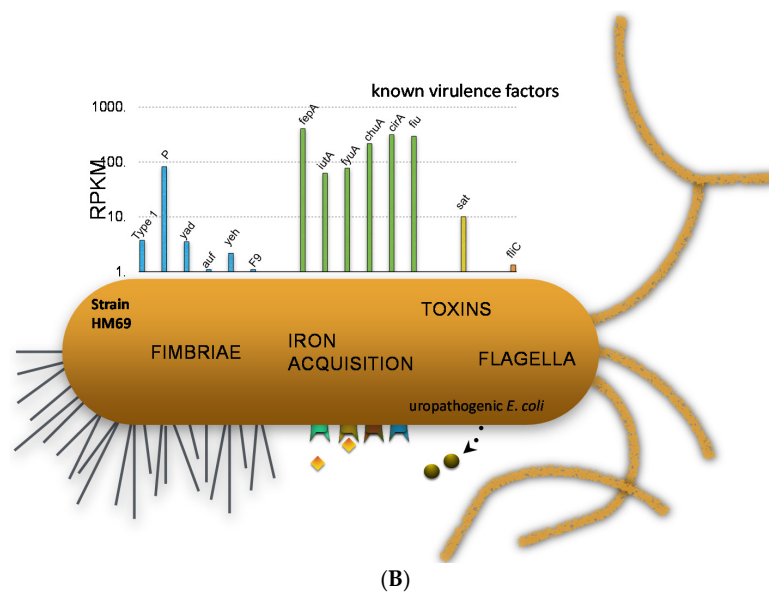 known virulence factors
1000.
100.
10.
1.
RPKM
Type 1
P
yad
auf
yeh
F9
fepA
iutA
fyuA
chuA
cirA
fiu
sat
fliC
Strain
HM69
FIMBRIAE
IRON
ACQUISITION
TOXINS
FLAGELLA
uropathogenic E. coli
(B)